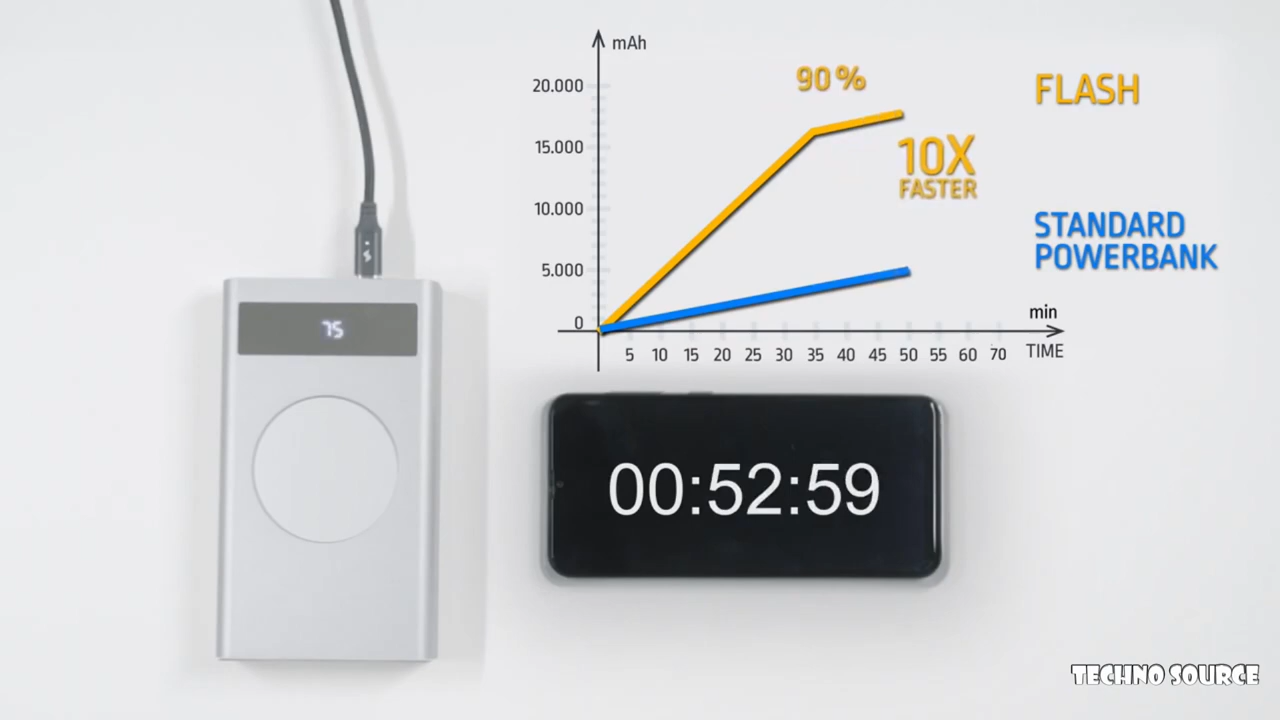 mAh
20.000
15.000
10.000
5.000
0
5 10 15 20 25 30 35 40 45 50 55 60 70
min
TIME
90%
10X
FASTER
FLASH
STANDARD
POWERBANK
75
00:52:59
TECHNO SOURCE